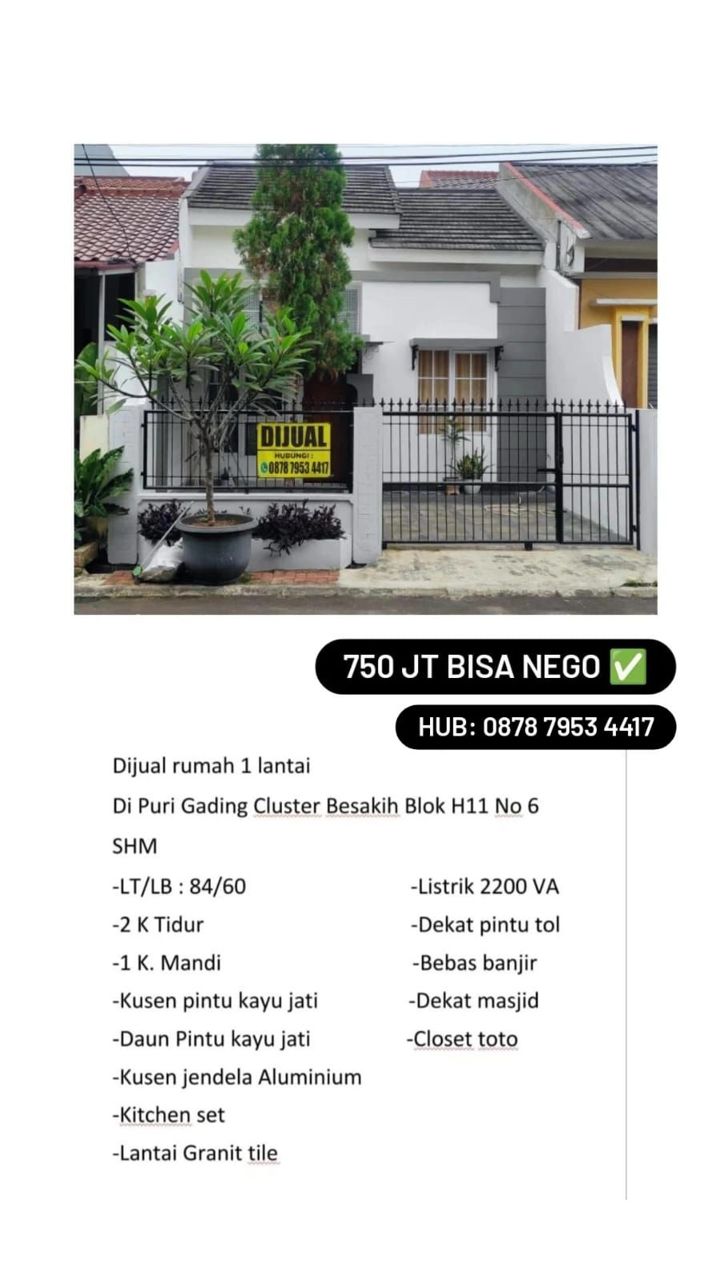 DIJUAL
HUBUNGI :
0878 7953 4417
750 JT BISA NEGO ✅
HUB: 0878 7953 4417
Dijual rumah 1 lantai
Di Puri Gading Cluster Besakih Blok H11 No 6
SHM
-LT/LB : 84/60
-2 K Tidur
-1 K. Mandi
-Kusen pintu kayu jati
-Daun Pintu kayu jati
-Kusen jendela Aluminium
-Kitchen set
-Lantai Granit tile
-Listrik 2200 VA
-Dekat pintu tol
-Bebas banjir
-Dekat masjid
-Closet toto